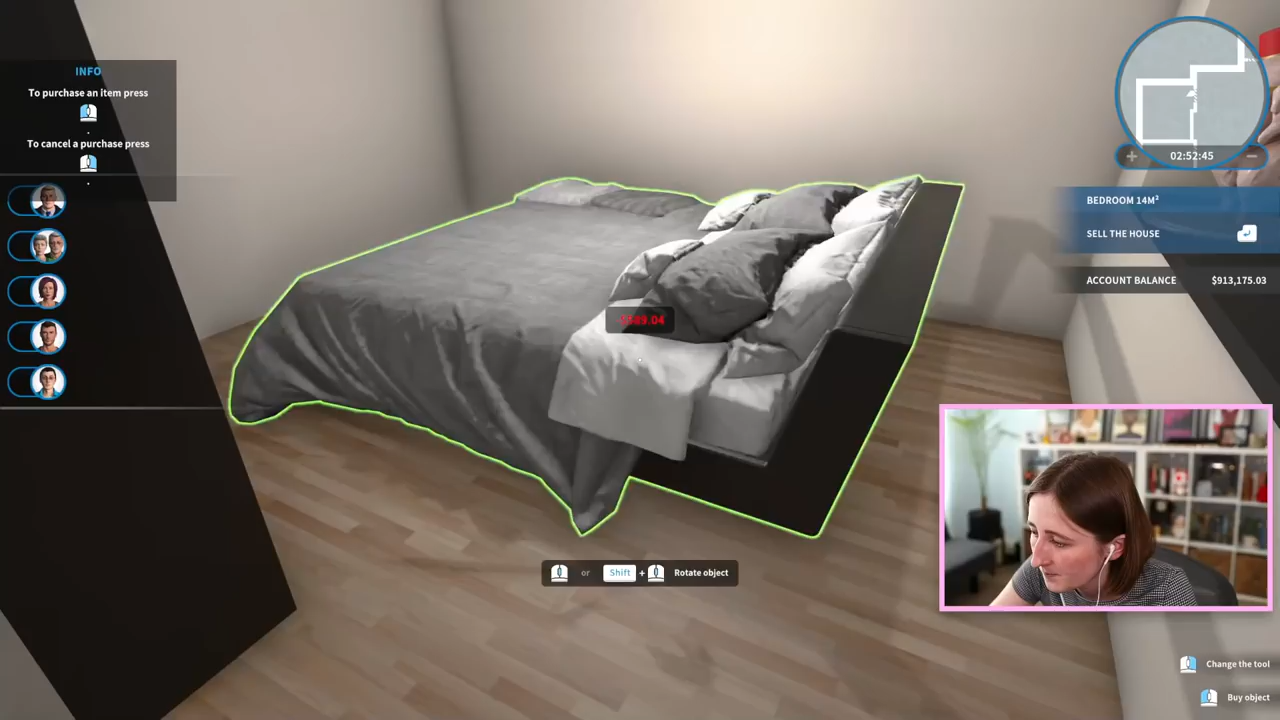 INFO
To purchase an item press
.
To cancel a purchase press
.
02:52:45
BEDROOM 14M²
SELL THE HOUSE
ACCOUNT BALANCE $913,175.03
or Shift + Rotate object
Change the tool
Buy object